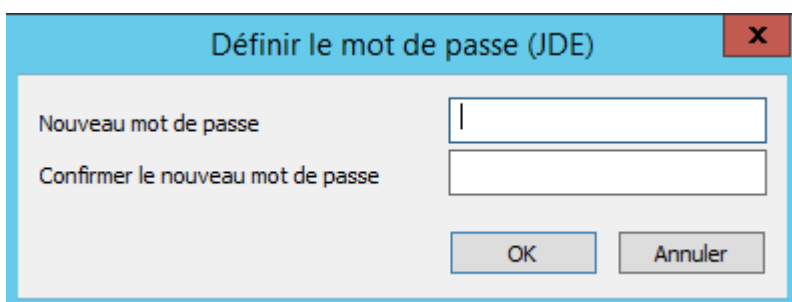 Définir le mot de passe (JDE)
x
Nouveau mot de passe
Confirmer le nouveau mot de passe
OK Annuler